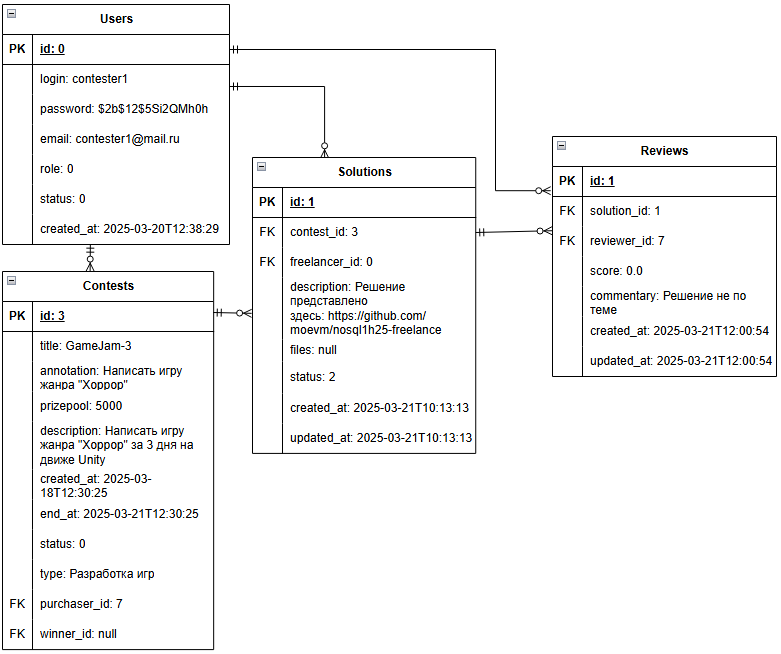 Users
PK id: 0
login: contester1
password: $2b$12$5Si2QMh0h
email: contester1@mail.ru
role: 0
status: 0
created_at: 2025-03-20T12:38:29
Contests
PK id: 3
title: GameJam-3
annotation: Написать игру
жанра "Хоррор"
prizepool: 5000
description: Написать игру
жанра "Хоррор" за 3 дня на
движе Unity
created_at: 2025-03-
18T12:30:25
end_at: 2025-03-21T12:30:25
status: 0
type: Разработка игр
FK purchaser_id: 7
FK winner_id: null
Solutions
PK id: 1
FK contest_id: 3
FK freelancer_id: 0
description: Решение
представлено
здесь: https://github.com/
moevm/nosql1h25-freelance
files: null
status: 2
created_at: 2025-03-21T10:13:13
updated_at: 2025-03-21T10:13:13
Reviews
PK id: 1
FK solution_id: 1
FK reviewer_id: 7
score: 0.0
commentary: Решение не по
теме
created_at: 2025-03-21T12:00:54
updated_at: 2025-03-21T12:00:54